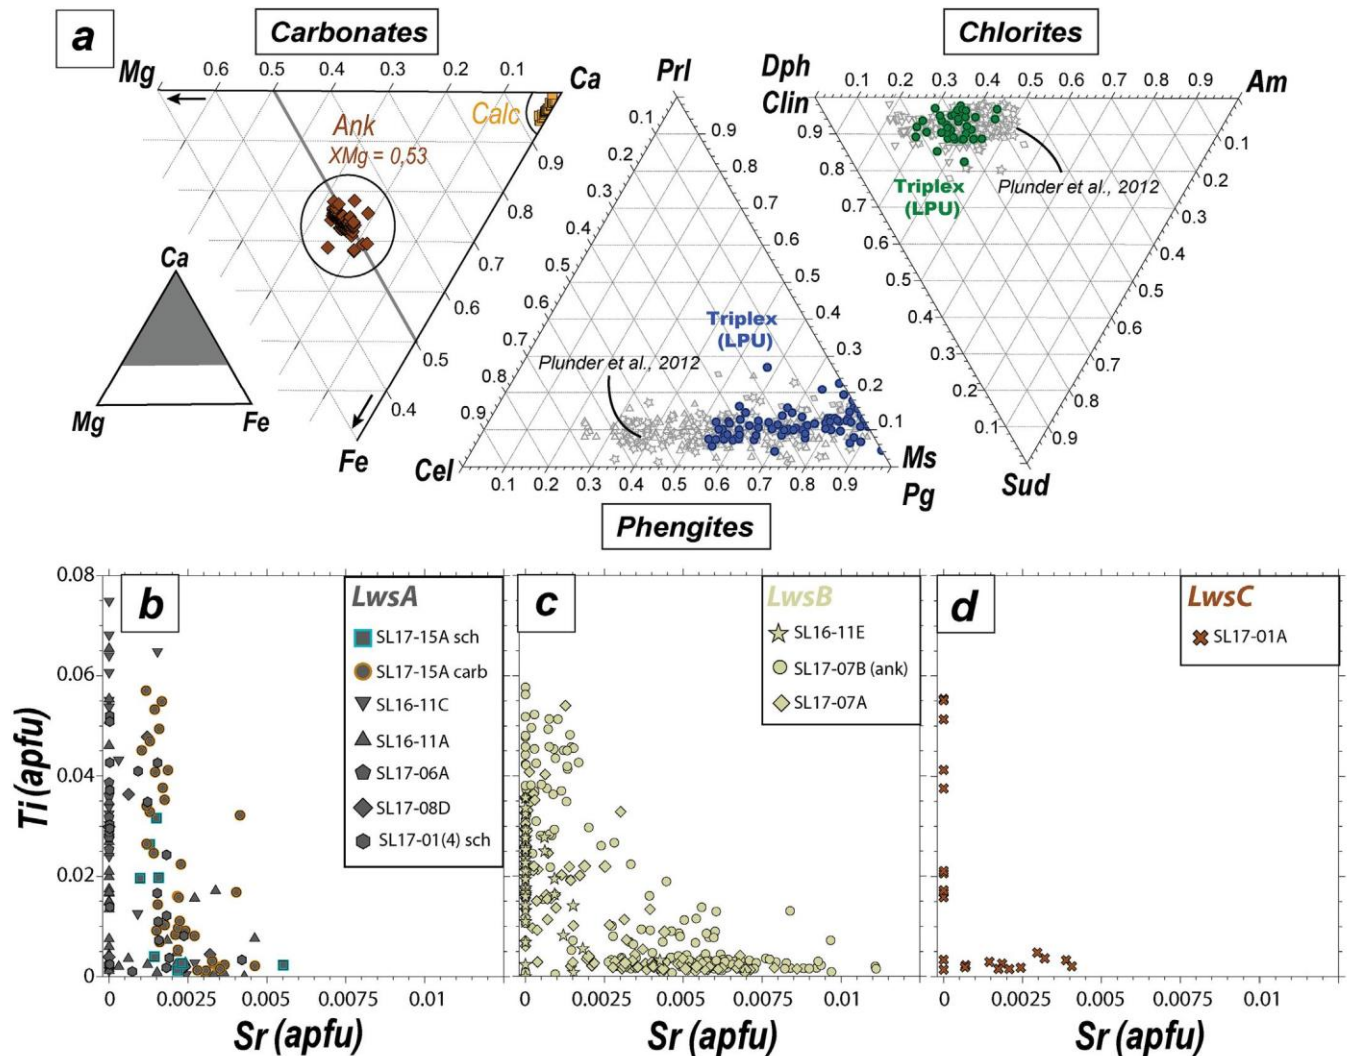 a
Carbonates
Chlorites
Mg
0.6
0.5
0.4
0.3
0.2
0.1
Ca
Calc
Ank
XMg = 0,53
0.9
0.8
0.7
0.6
0.5
0.4
Fe
Ca
Mg
Fe
Prl
0.1
0.2
0.3
0.4
0.5
0.6
0.7
0.8
0.9
0.9
0.8
0.7
0.6
0.5
0.4
0.3
0.2
0.1
Triplex
(LPU)
Plunder et al., 2012
Cel
0.1
0.2
0.3
0.4
0.5
0.6
0.7
0.8
0.9
Ms
Pg
Phengites
Dph
Clin
0.1
0.2
0.3
0.4
0.5
0.6
0.7
0.8
0.9
Am
0.9
0.8
0.7
0.6
0.5
0.4
0.3
0.2
0.1
0.1
0.2
0.3
0.4
0.5
0.6
0.7
0.8
0.9
Triplex
(LPU)
Plunder et al., 2012
Sud
0.08
0.06
0.04
0.02
0
Ti (apfu)
b
LwsA
SL17-15A sch
SL17-15A carb
SL16-11C
SL16-11A
SL17-06A
SL17-08D
SL17-01(4) sch
0
0.0025
0.005
0.0075
0.01
Sr (apfu)
c
LwsB
SL16-11E
SL17-07B (ank)
SL17-07A
0
0.0025
0.005
0.0075
0.01
Sr (apfu)
d
LwsC
SL17-01A
0
0.0025
0.005
0.0075
0.01
Sr (apfu)